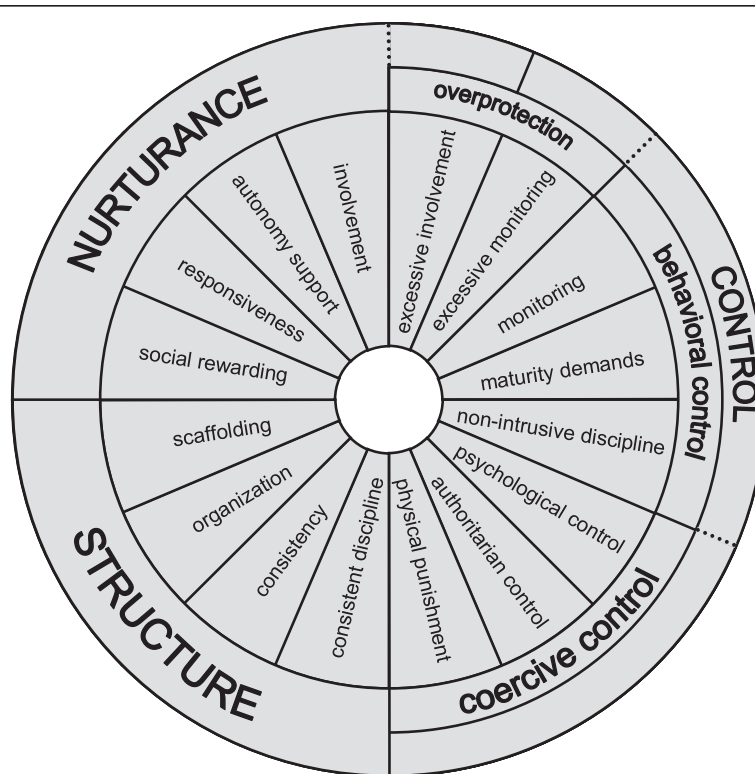 NURTURANCE
overprotection
CONTROL
behavioral control
coercive control
STRUCTURE
involvement
autonomy support
responsiveness
social rewarding
scaffolding
organization
consistency
consistent discipline
physical punishment
authoritarian control
psychological control
non-intrusive discipline
maturity demands
monitoring
excessive monitoring
excessive involvement